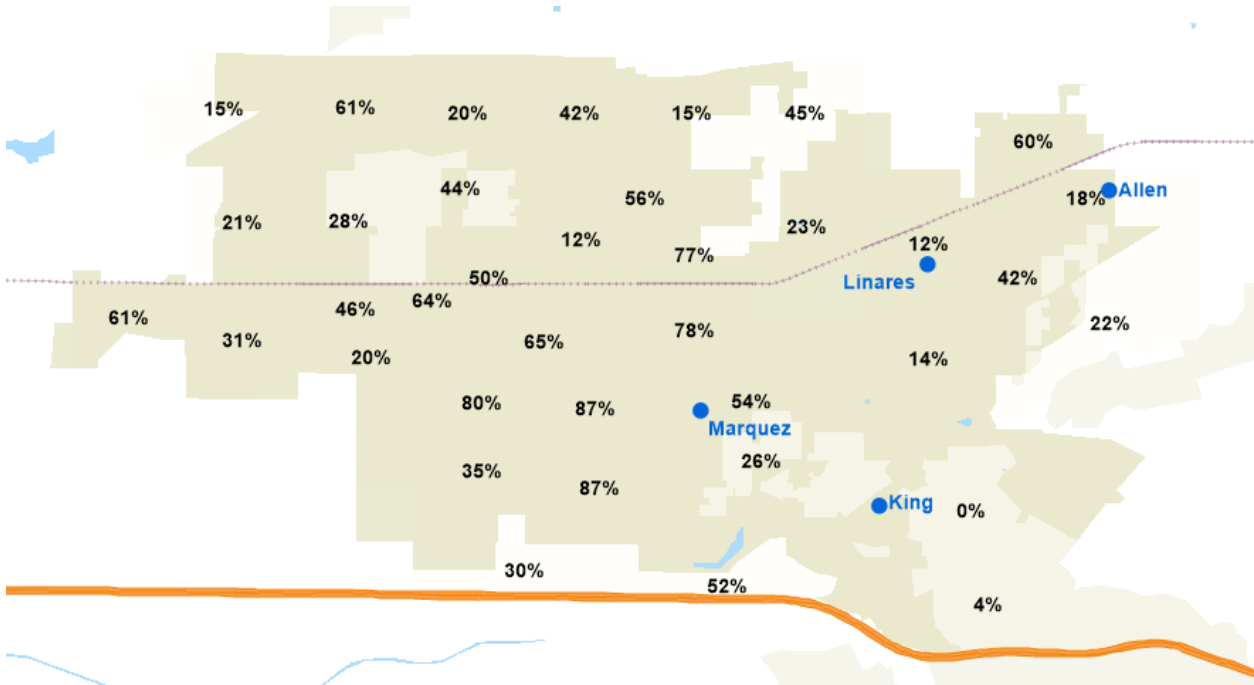 15% 61% 20% 42% 15% 45%
60%
44% 56% 18% Allen
21% 28% 12% 77% 23% 12%
50% Linares 42%
61% 46% 64% 22%
31% 20% 65% 78% 14%
80% 87% 54%
Marquez
35% 87% 26%
King 0%
30% 52% 4%